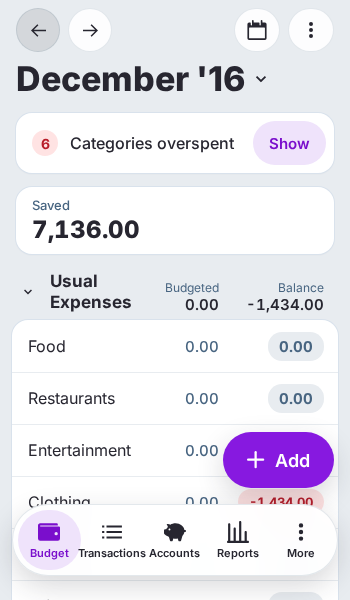 December '16
6 Categories overspent Show
Saved
7,136.00
Usual
Expenses
Budgeted Balance
0.00 -1,434.00
Food 0.00 0.00
Restaurants 0.00 0.00
Entertainment 0.00
Add
Clothing 0.00 -1,434.00
Budget Transactions Accounts Reports More